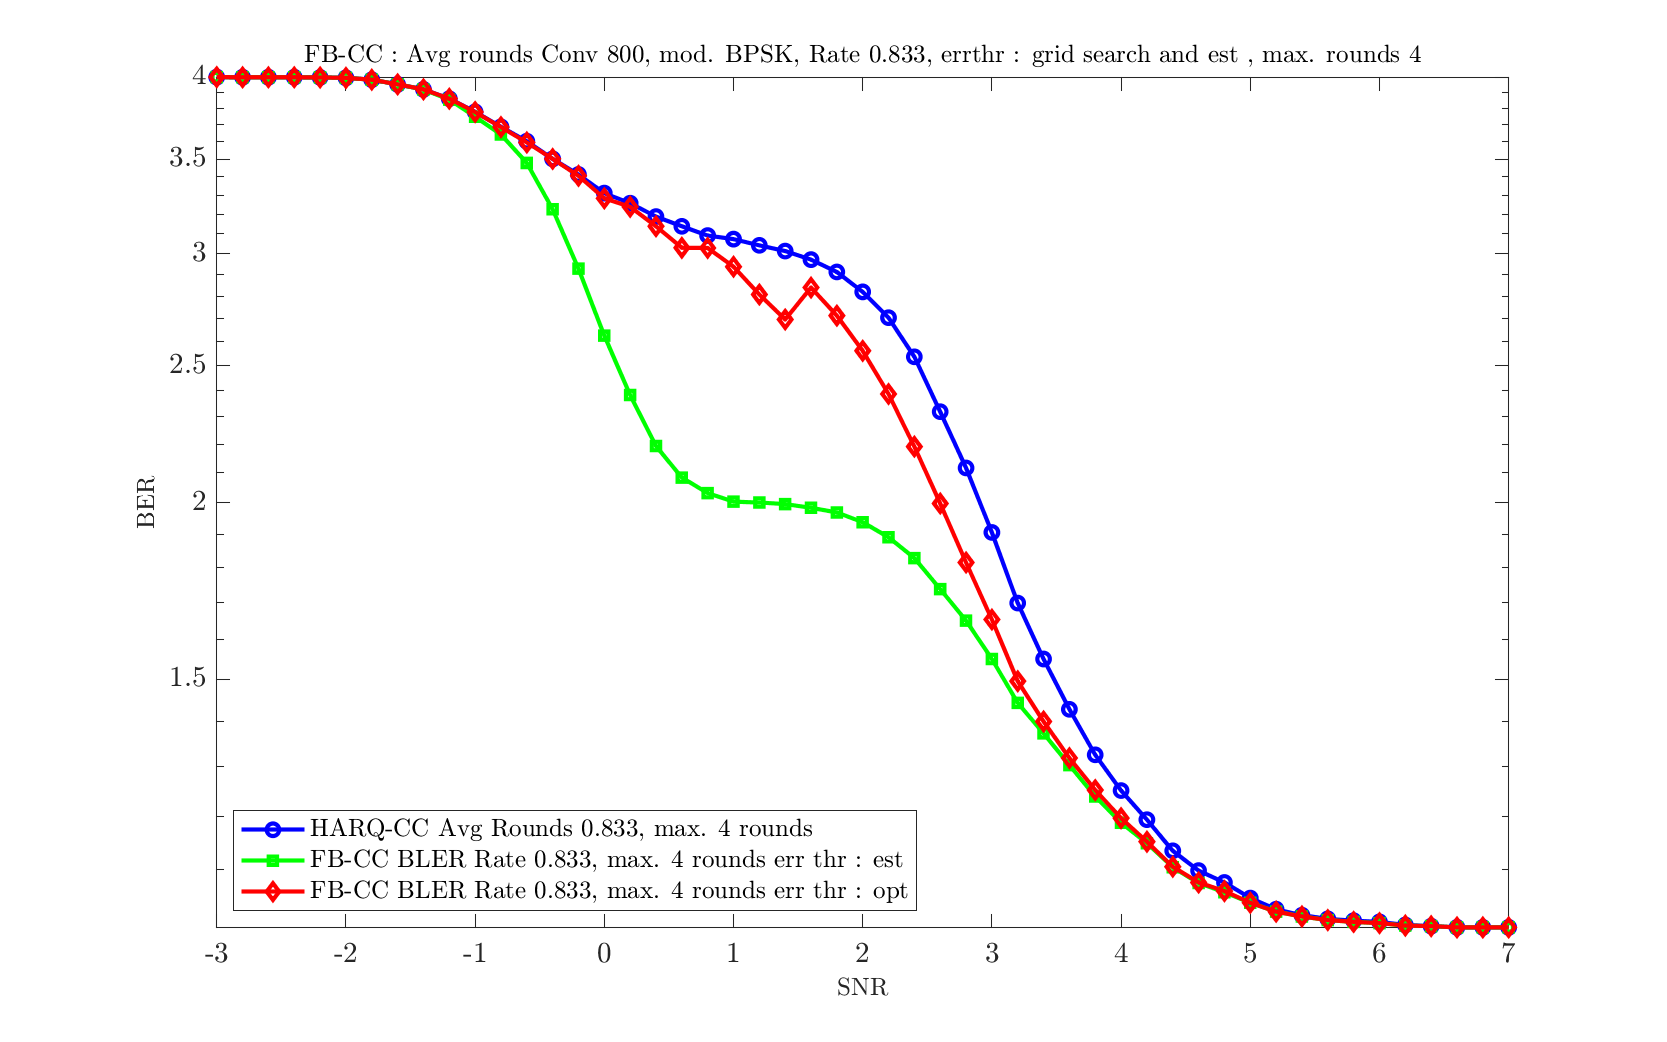 FB-CC : Avg rounds Conv 800, mod. BPSK, Rate 0.833, errthr : grid search and est , max. rounds 4
4
3.5
3
2.5
2
1.5
BER
HARQ-CC Avg Rounds 0.833, max. 4 rounds
FB-CC BLER Rate 0.833, max. 4 rounds err thr : est
FB-CC BLER Rate 0.833, max. 4 rounds err thr : opt
-3 -2 -1 0 1 2 3 4 5 6 7
SNR